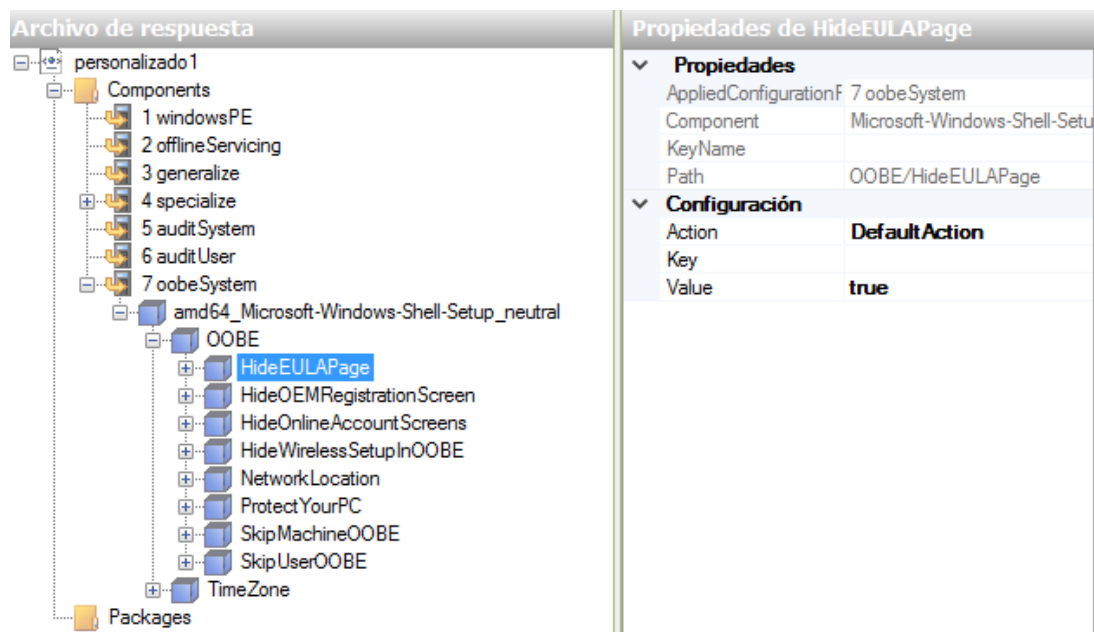 Archivo de respuesta
personalizado1
Components
1 windowsPE
2 offlineServicing
3 generalize
4 specialize
5 auditSystem
6 auditUser
7 oobeSystem
amd64_Microsoft-Windows-Shell-Setup_neutral
OOBE
HideEULAPage
HideOEMRegistrationScreen
HideOnlineAccountScreens
HideWirelessSetupInOOBE
NetworkLocation
ProtectYourPC
SkipMachineOOBE
SkipUserOOBE
TimeZone
Packages
Propiedades de HideEULAPage
Propiedades
AppliedConfigurationP 7 oobeSystem
Component Microsoft-Windows-Shell-Setu
KeyName
Path OOBE/HideEULAPage
Configuración
Action DefaultAction
Key
Value true